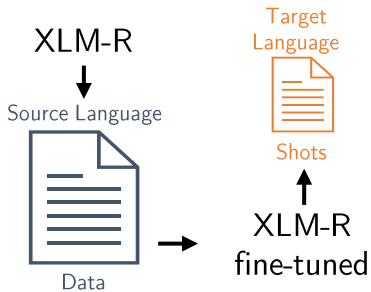 XLM-R
Source Language
Data
Target
Language
Shots
XLM-R
fine-tuned